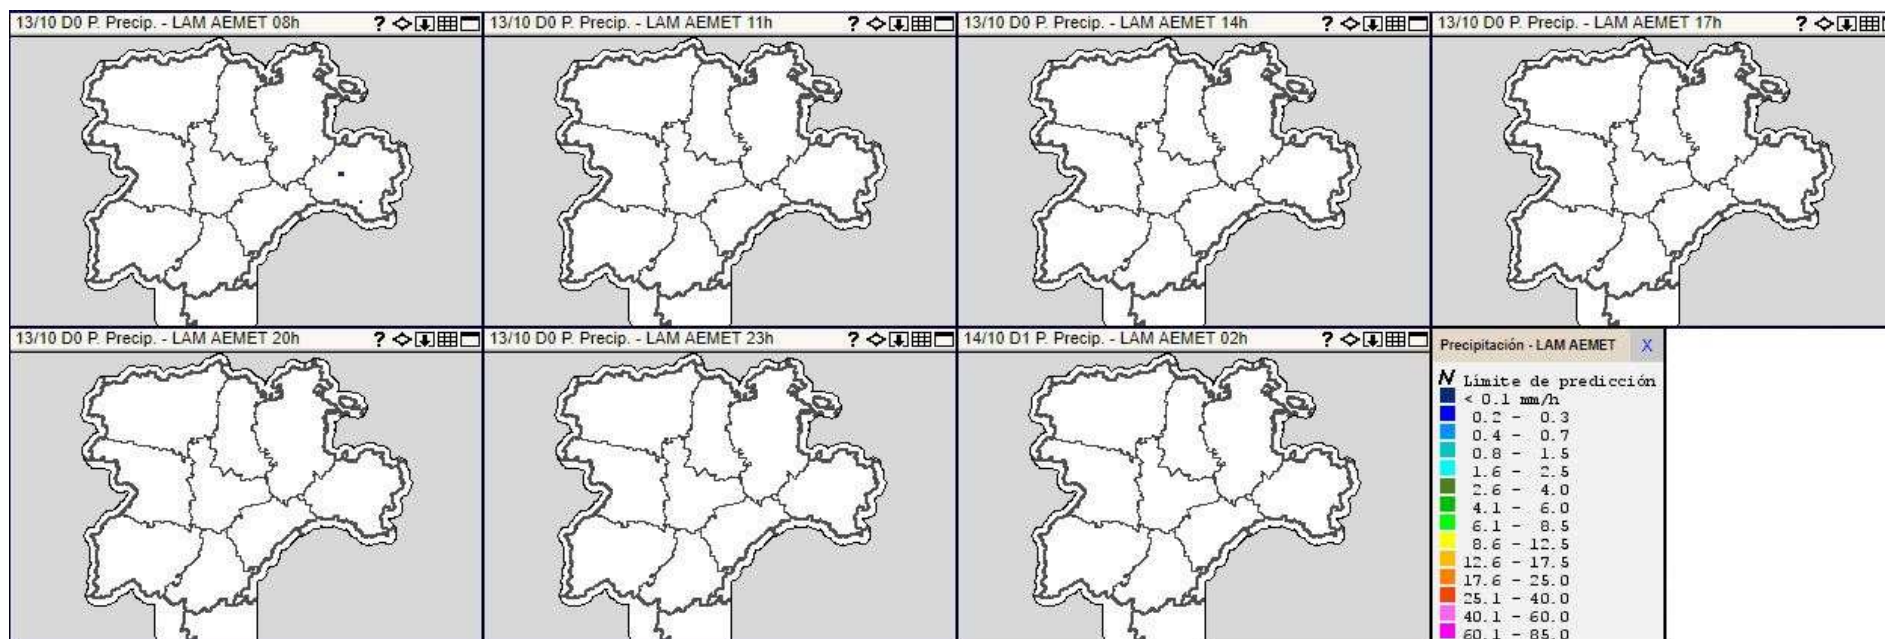 13/10 D0 P. Precip. - LAM AEMET 08h ?
13/10 D0 P. Precip. - LAM AEMET 11h ?
13/10 D0 P. Precip. - LAM AEMET 14h ?
13/10 D0 P. Precip. - LAM AEMET 17h ?
13/10 D0 P. Precip. - LAM AEMET 20h ?
13/10 D0 P. Precip. - LAM AEMET 23h ?
14/10 D1 P. Precip. - LAM AEMET 02h ?
Precipitación - LAM AEMET X
N Límite de predicción
< 0.1 mm/h
0.2 - 0.3
0.4 - 0.7
0.8 - 1.5
1.6 - 2.5
2.6 - 4.0
4.1 - 6.0
6.1 - 8.5
8.6 - 12.5
12.6 - 17.5
17.6 - 25.0
25.1 - 40.0
40.1 - 60.0
60.1 - 85.0